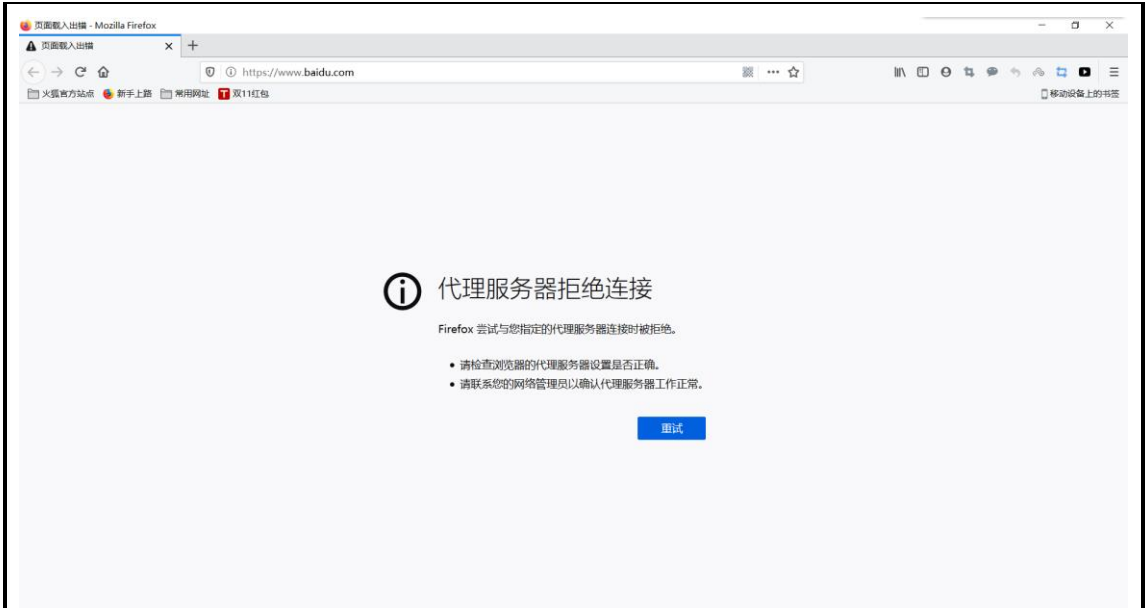 页面载入出错 - Mozilla Firefox
页面载入出错
https://www.baidu.com
火狐官方站点 新手上路 常用网址 T 双11红包 移动设备上的书签
代理服务器拒绝连接
Firefox 尝试与您指定的代理服务器连接时被拒绝。
• 请检查浏览器的代理服务器设置是否正确。
• 请联系您的网络管理员以确认代理服务器工作正常。
重试